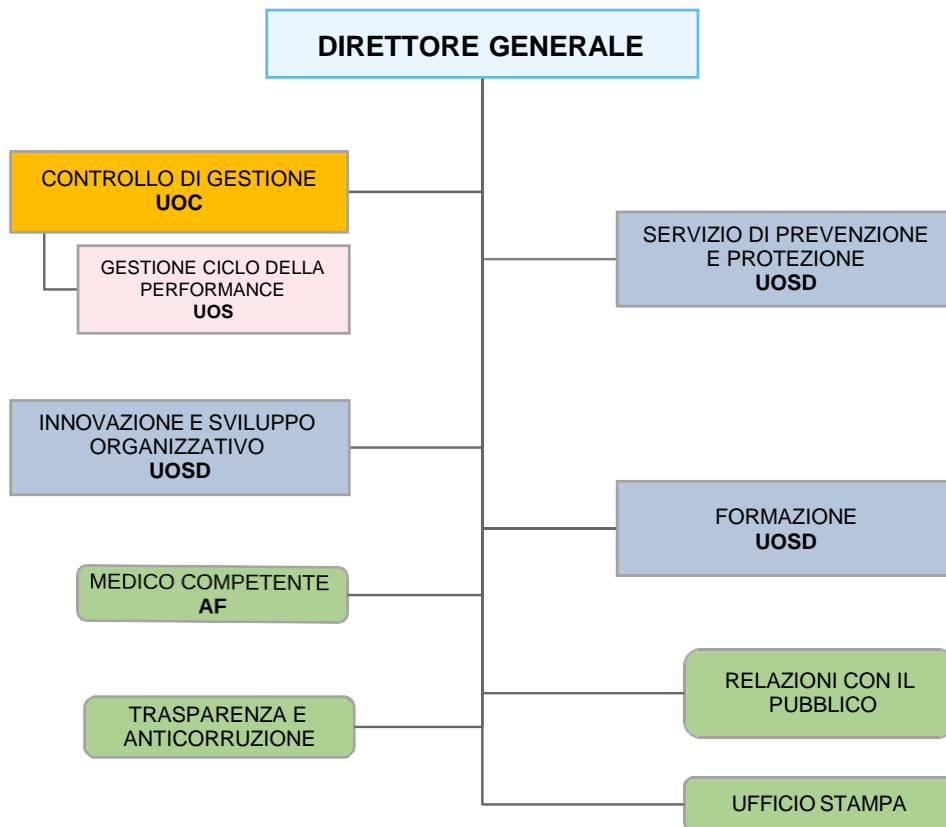 DIRETTORE GENERALE
CONTROLLO DI GESTIONE
UOC
SERVIZIO DI PREVENZIONE
E PROTEZIONE
UOSD
GESTIONE CICLO DELLA
PERFORMANCE
UOS
INNOVAZIONE E SVILUPPO
ORGANIZZATIVO
UOSD
FORMAZIONE
UOSD
MEDICO COMPETENTE
AF
RELAZIONI CON IL
PUBBLICO
TRASPARENZA E
ANTICORRUZIONE
UFFICIO STAMPA